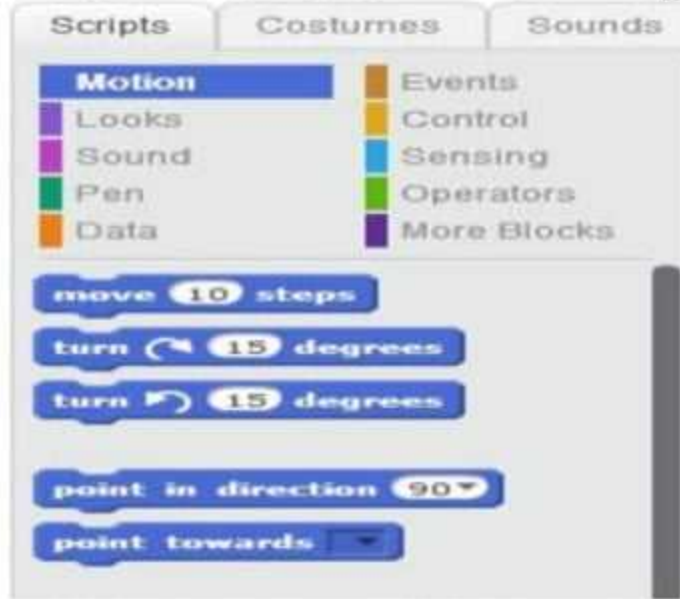 Scripts Costumes Sounds
Motion Events
Looks Control
Sound Sensing
Pen Operators
Data More Blocks
move 10 steps
turn 15 degrees
turn 15 degrees
point in direction 90
point towards